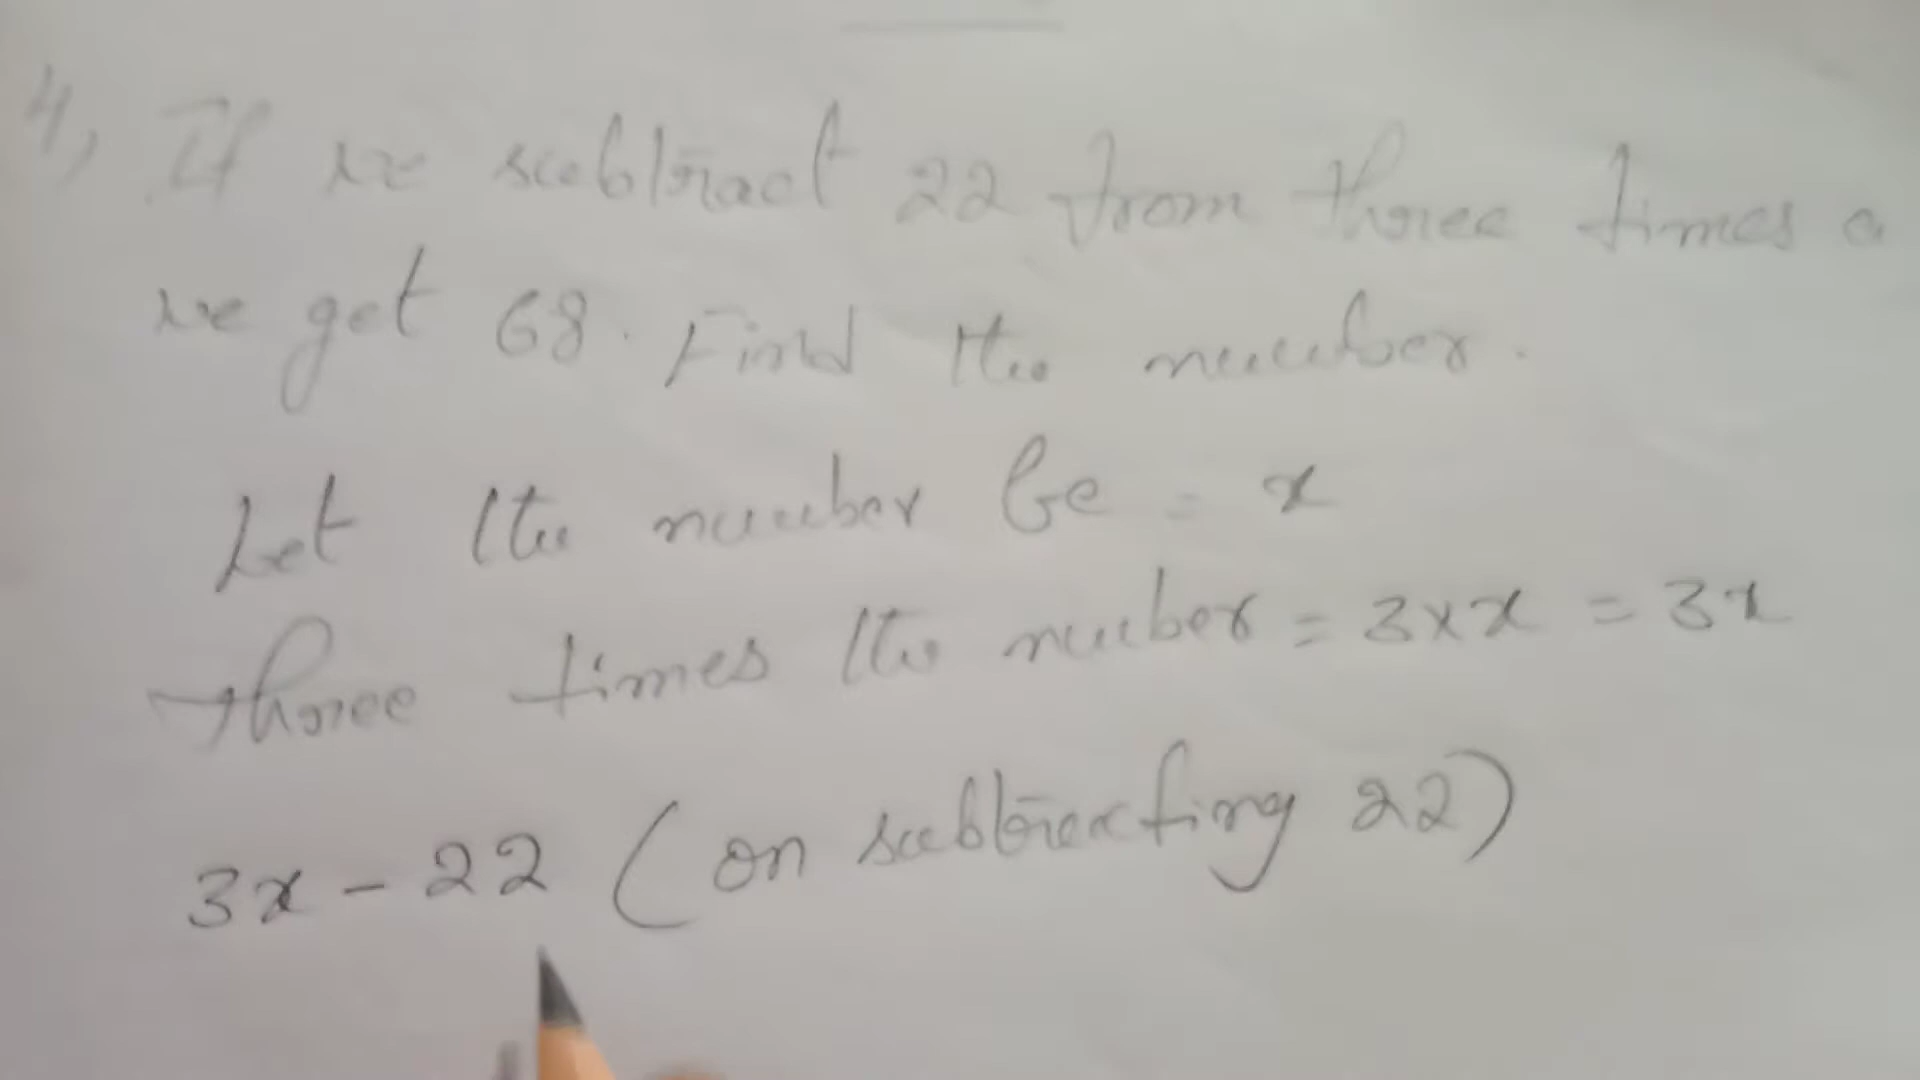 4, If we subtract 22 from three times a
we get 68. Find the number.
Let the number be = x
three times the number = 3×x = 3x
3x - 22 (on subtracting 22)